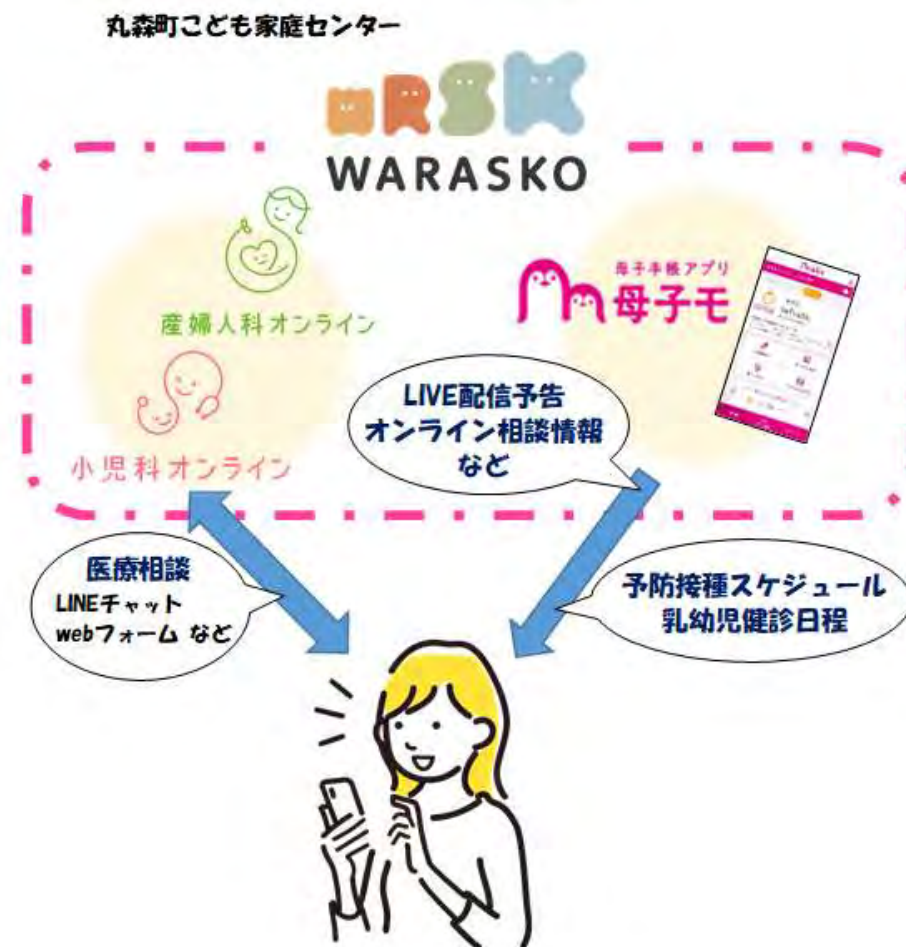 丸森町こども家庭センター
WRSK
WARASKO
産婦人科オンライン
小児科オンライン
母子手帳アプリ
母子モ
LIVE配信予告
オンライン相談情報
など
医療相談
LINEチャット
webフォーム など
予防接種スケジュール
乳幼児健診日程